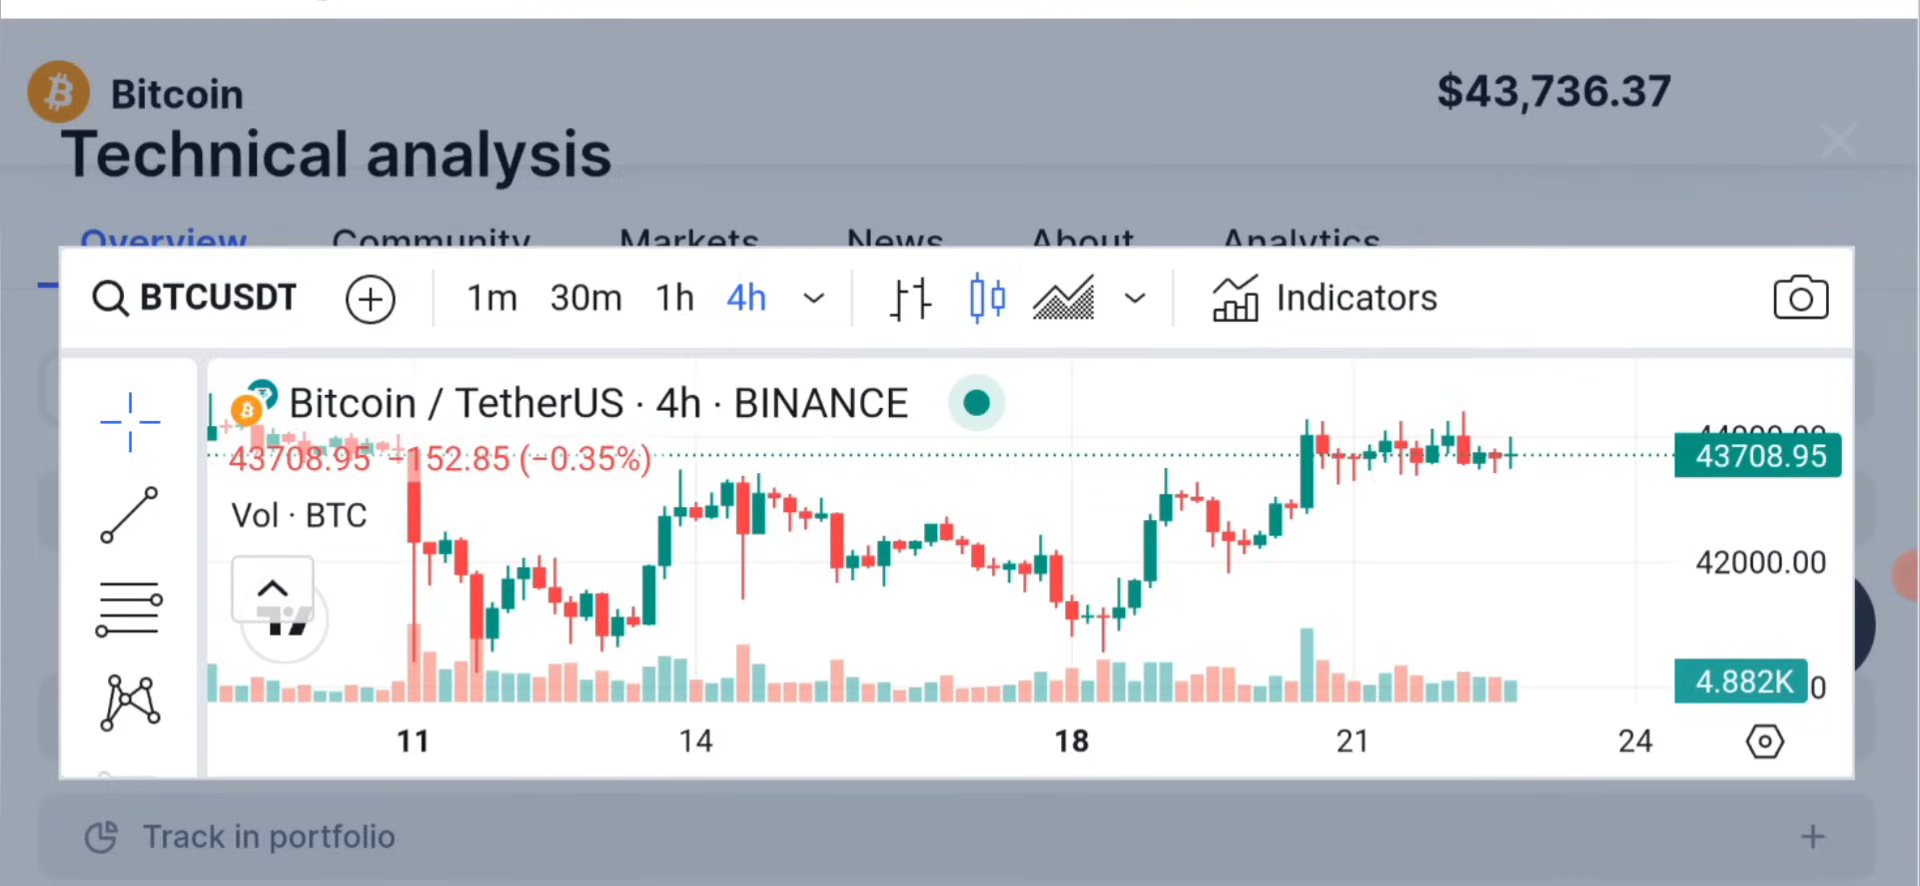 Bitcoin
$43,736.37
Technical analysis
Overview Community Markets News About Analytics
BTCUSDT 1m 30m 1h 4h Indicators
Bitcoin / TetherUS · 4h · BINANCE
43708.95 −152.85 (−0.35%)
43708.95
Vol · BTC
42000.00
4.882K 0
11 14 18 21 24
Track in portfolio